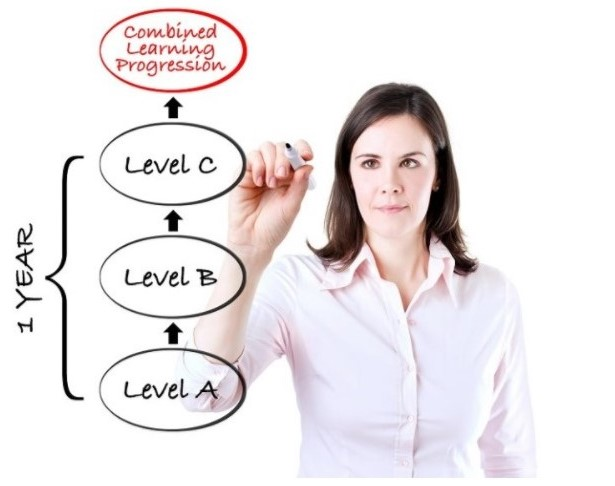 Combined
Learning
Progression
Level C
Level B
Level A
1 YEAR